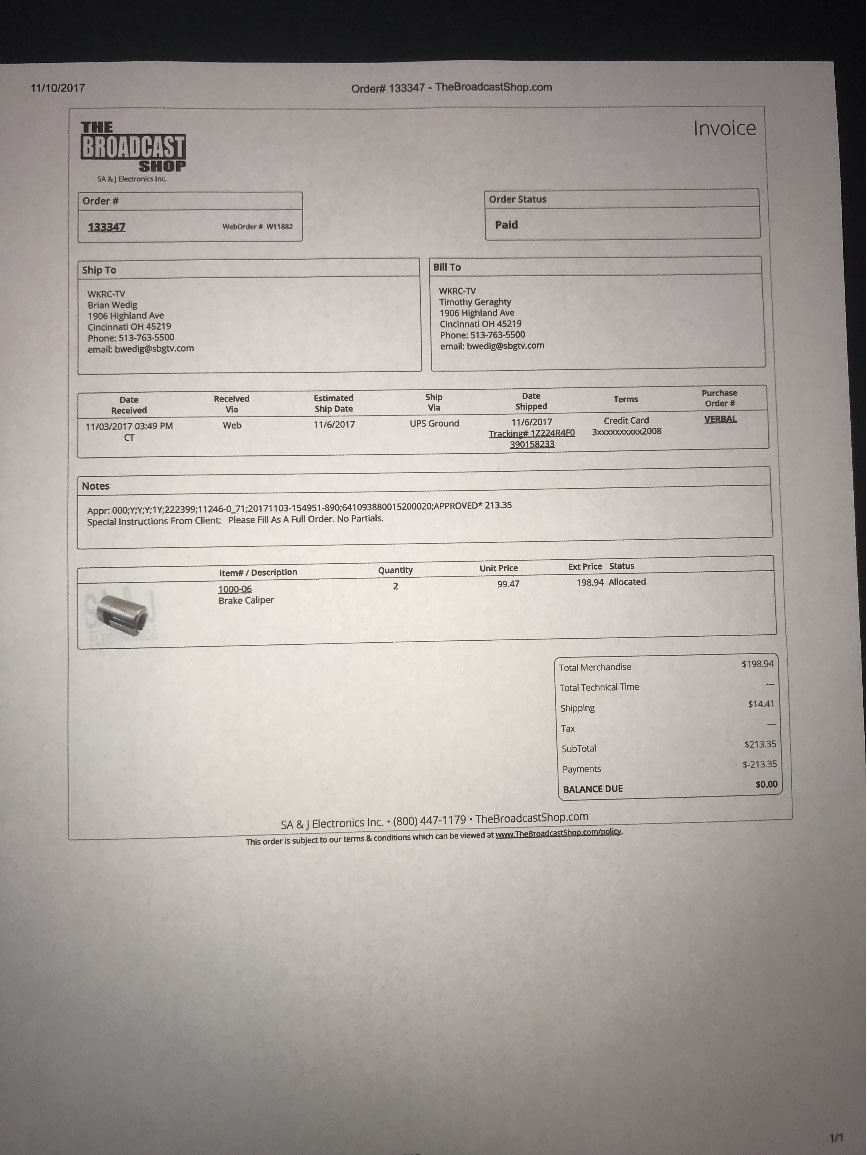 11/10/2017
Order# 133347 - TheBroadcastShop.com
THE
BROADCAST
SHOP
SA & J Electronics Inc.
Invoice
Order #
133347
WebOrder # W11882
Order Status
Paid
Ship To
WKRC-TV
Brian Wedig
1906 Highland Ave
Cincinnati OH 45219
Phone: 513-763-5500
email: bwedig@sbgtv.com
Bill To
WKRC-TV
Timothy Geraghty
1906 Highland Ave
Cincinnati OH 45219
Phone: 513-763-5500
email: bwedig@sbgtv.com
Date Received
Received Via
Estimated Ship Date
Ship Via
Date Shipped
Terms
Purchase Order #
11/03/2017 03:49 PM CT
Web
11/6/2017
UPS Ground
11/6/2017
Tracking# 1Z224R4F0
390158233
Credit Card
3xxxxxxxxxx2008
VERBAL
Notes
Appr: 000;Y;Y;Y;1Y;222399;11246-0_71;20171103-154951-890;641093880015200020;APPROVED* 213.35
Special Instructions From Client: Please Fill As A Full Order. No Partials.
Item# / Description Quantity Unit Price Ext Price Status
1000-06 2 99.47 198.94 Allocated
Brake Caliper
Total Merchandise $198.94
Total Technical Time —
Shipping $14.41
Tax —
SubTotal $213.35
Payments $-213.35
BALANCE DUE $0.00
SA & J Electronics Inc. • (800) 447-1179 • TheBroadcastShop.com
This order is subject to our terms & conditions which can be viewed at www.TheBroadcastShop.com/policy.
1/1